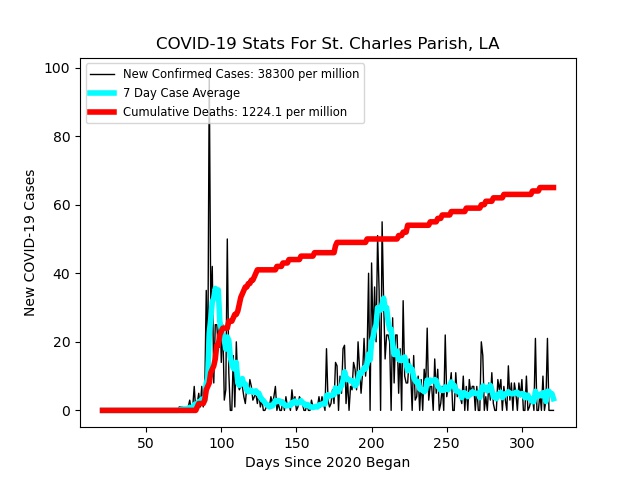 COVID-19 Stats For St. Charles Parish, LA
New Confirmed Cases: 38300 per million
7 Day Case Average
Cumulative Deaths: 1224.1 per million
New COVID-19 Cases
100
80
60
40
20
0
50 100 150 200 250 300
Days Since 2020 Began